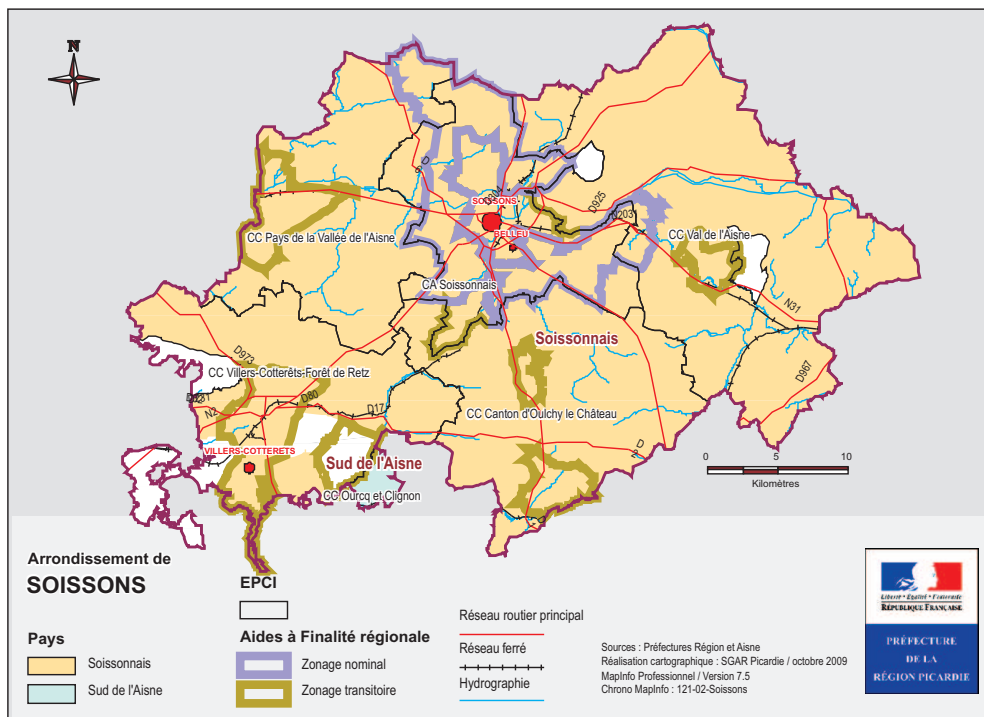 N
D
6
D304
SOISSONS
BELLEU
D925
N203
CC Pays de la Vallée de l'Aisne
CC Val de l'Aisne
CA Soissonnais
N31
Soissonnais
D973
D967
CC Villers-Cotterêts-Forêt de Retz
D80
N2
D17
CC Canton d'Oulchy le Château
D
VILLERS-COTTERETS
Sud de l'Aisne
CC Ourcq et Clignon
0 5 10
Kilomètres
Arrondissement de
SOISSONS
Pays
Soissonnais
Sud de l'Aisne
EPCI
Aides à Finalité régionale
Zonage nominal
Zonage transitoire
Réseau routier principal
Réseau ferré
Hydrographie
Sources : Préfectures Région et Aisne
Réalisation cartographique : SGAR Picardie / octobre 2009
MapInfo Professionnel / Version 7.5
Chrono MapInfo : 121-02-Soissons
Liberté • Égalité • Fraternité
RÉPUBLIQUE FRANÇAISE
PRÉFECTURE
DE LA
RÉGION PICARDIE